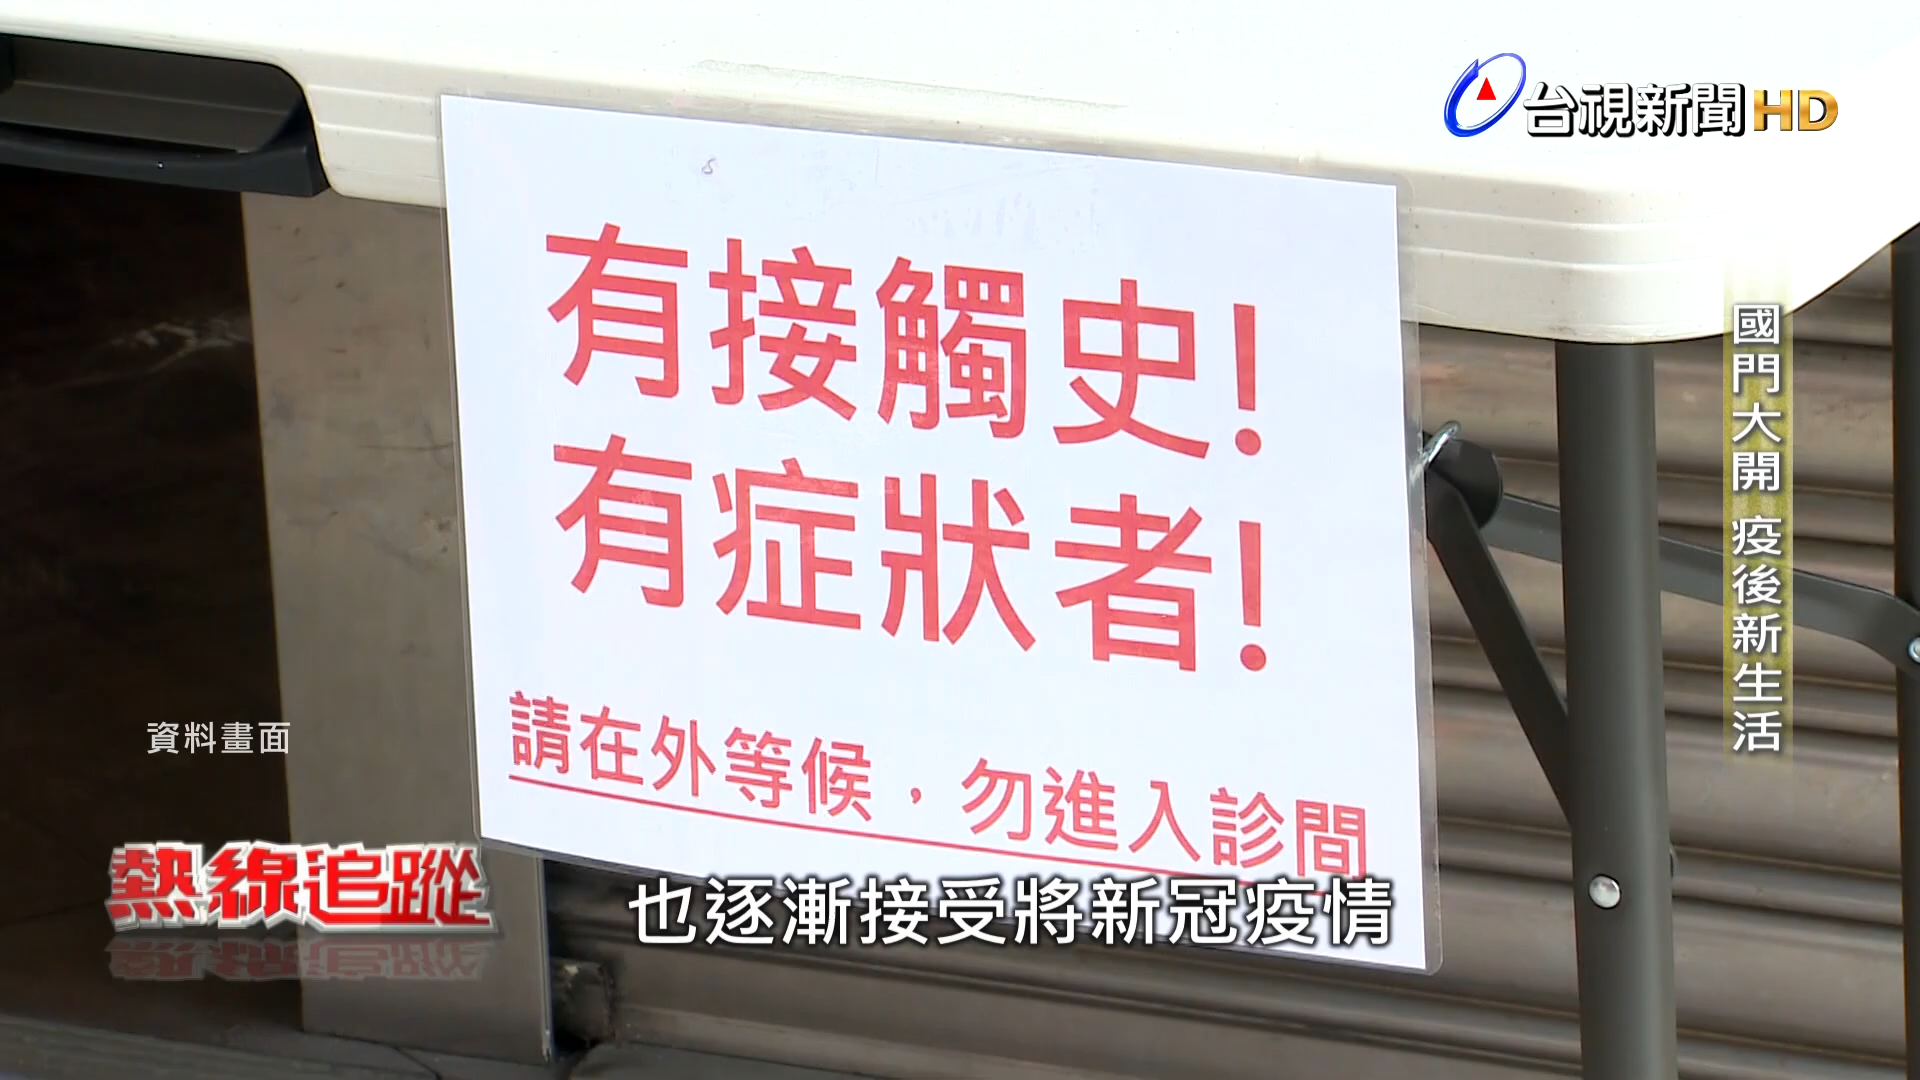 台視新聞HD
有接觸史!
有症狀者!
請在外等候，勿進入診間
國門大開 疫後新生活
資料畫面
熱線追蹤
也逐漸接受將新冠疫情